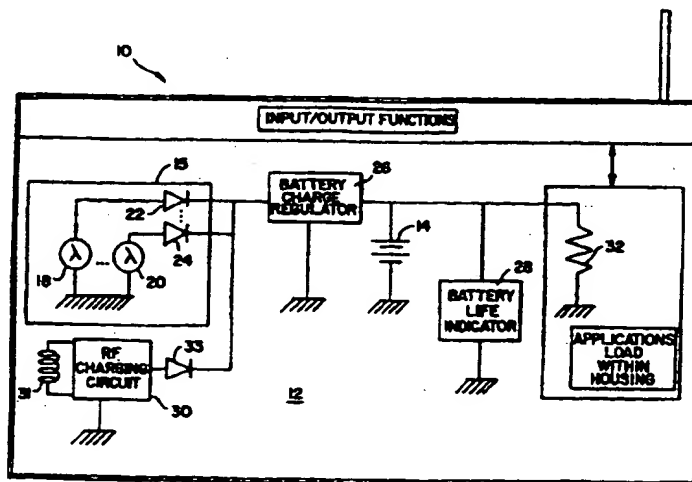 10
INPUT/OUTPUT FUNCTIONS
15
22
24
λ
18
...
λ
20
BATTERY
CHARGE
REGULATOR
26
14
28
BATTERY
LIFE
INDICATOR
32
APPLICATIONS
LOAD
WITHIN
HOUSING
31
RF
CHARGING
CIRCUIT
33
30
12